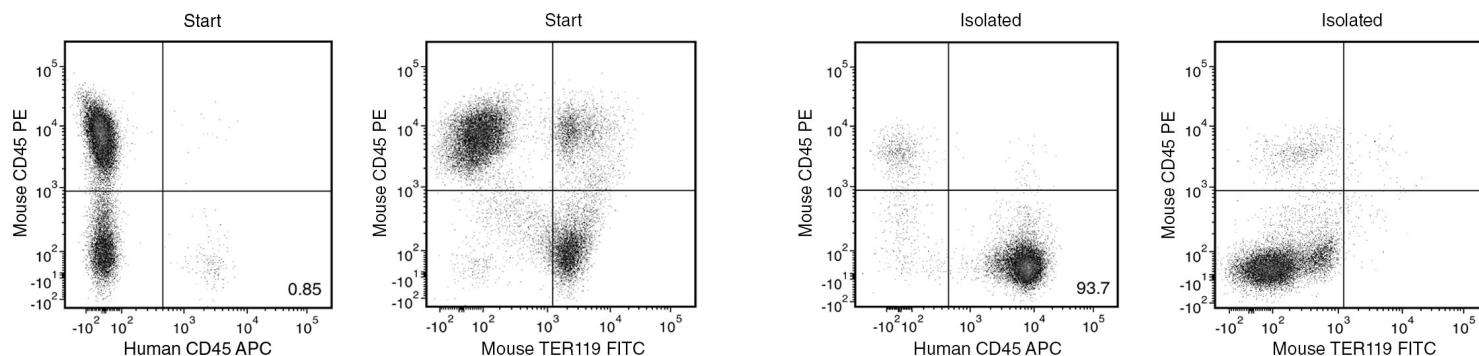 Start
Mouse CD45 PE
10⁵
10⁴
10³
10²
-10¹
-10²
0.85
-10² 10² 10³ 10⁴ 10⁵
Human CD45 APC
Start
Mouse CD45 PE
10⁵
10⁴
10³
10²
-10¹
-10²
-10² 10² 10³ 10⁴ 10⁵
Mouse TER119 FITC
Isolated
Mouse CD45 PE
10⁵
10⁴
10³
10²
-10¹
-10²
93.7
-10² 10² 10³ 10⁴ 10⁵
Human CD45 APC
Isolated
Mouse CD45 PE
10⁵
10⁴
10³
10²
-10¹
-10²
-10² 10² 10³ 10⁴ 10⁵
Mouse TER119 FITC